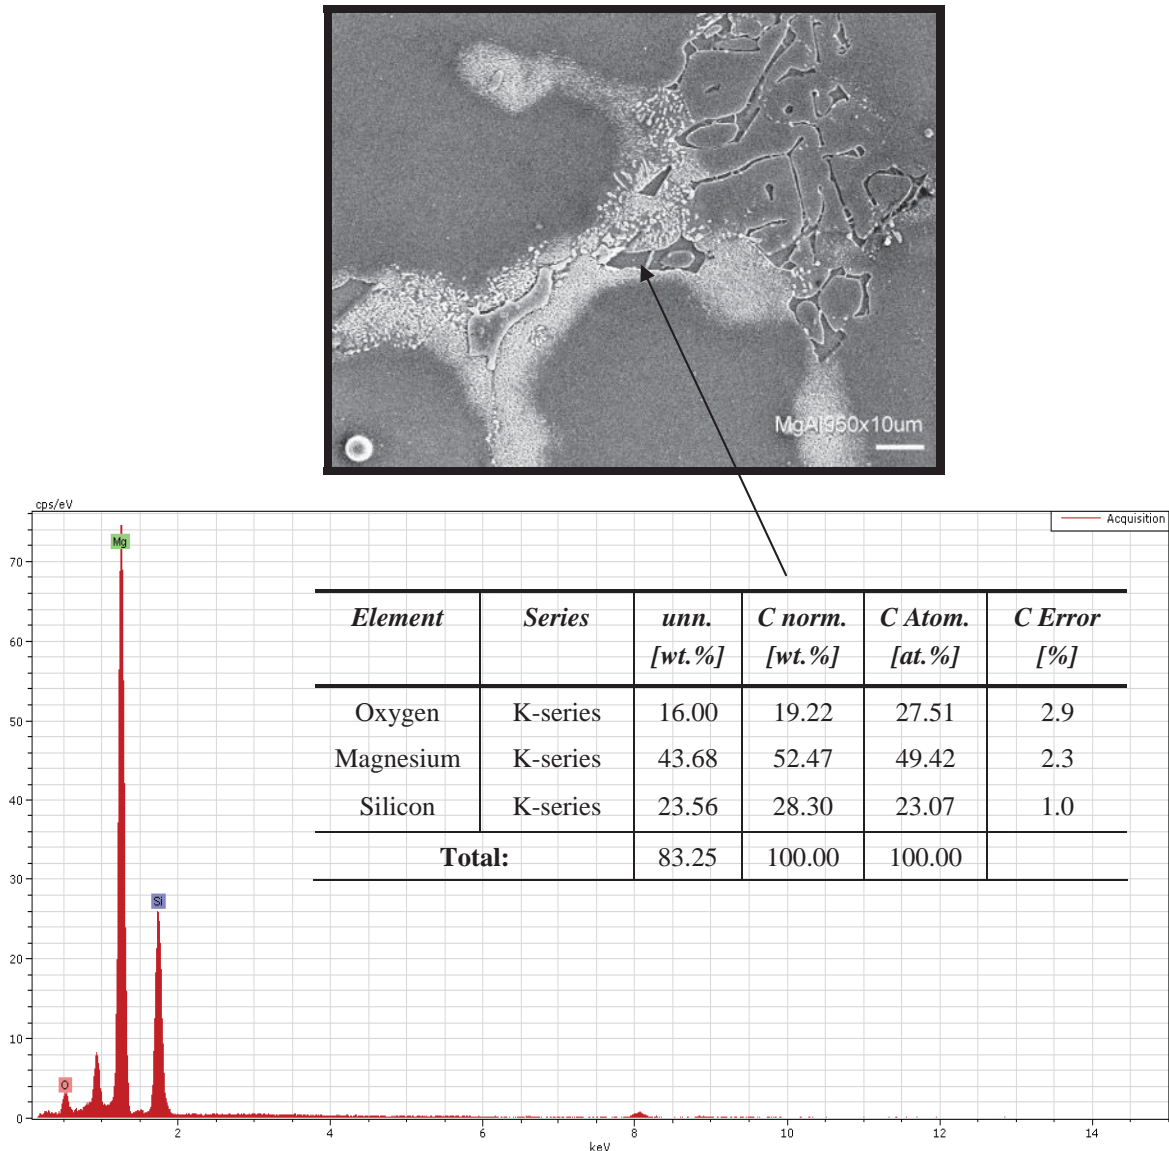 MgAl950x10um
cps/eV
Acquisition
Mg
Si
O
70
60
50
40
30
20
10
0
2
4
6
8
10
12
14
keV
Element Series unn. [wt.%] C norm. [wt.%] C Atom. [at.%] C Error [%]
Oxygen K-series 16.00 19.22 27.51 2.9
Magnesium K-series 43.68 52.47 49.42 2.3
Silicon K-series 23.56 28.30 23.07 1.0
Total: 83.25 100.00 100.00